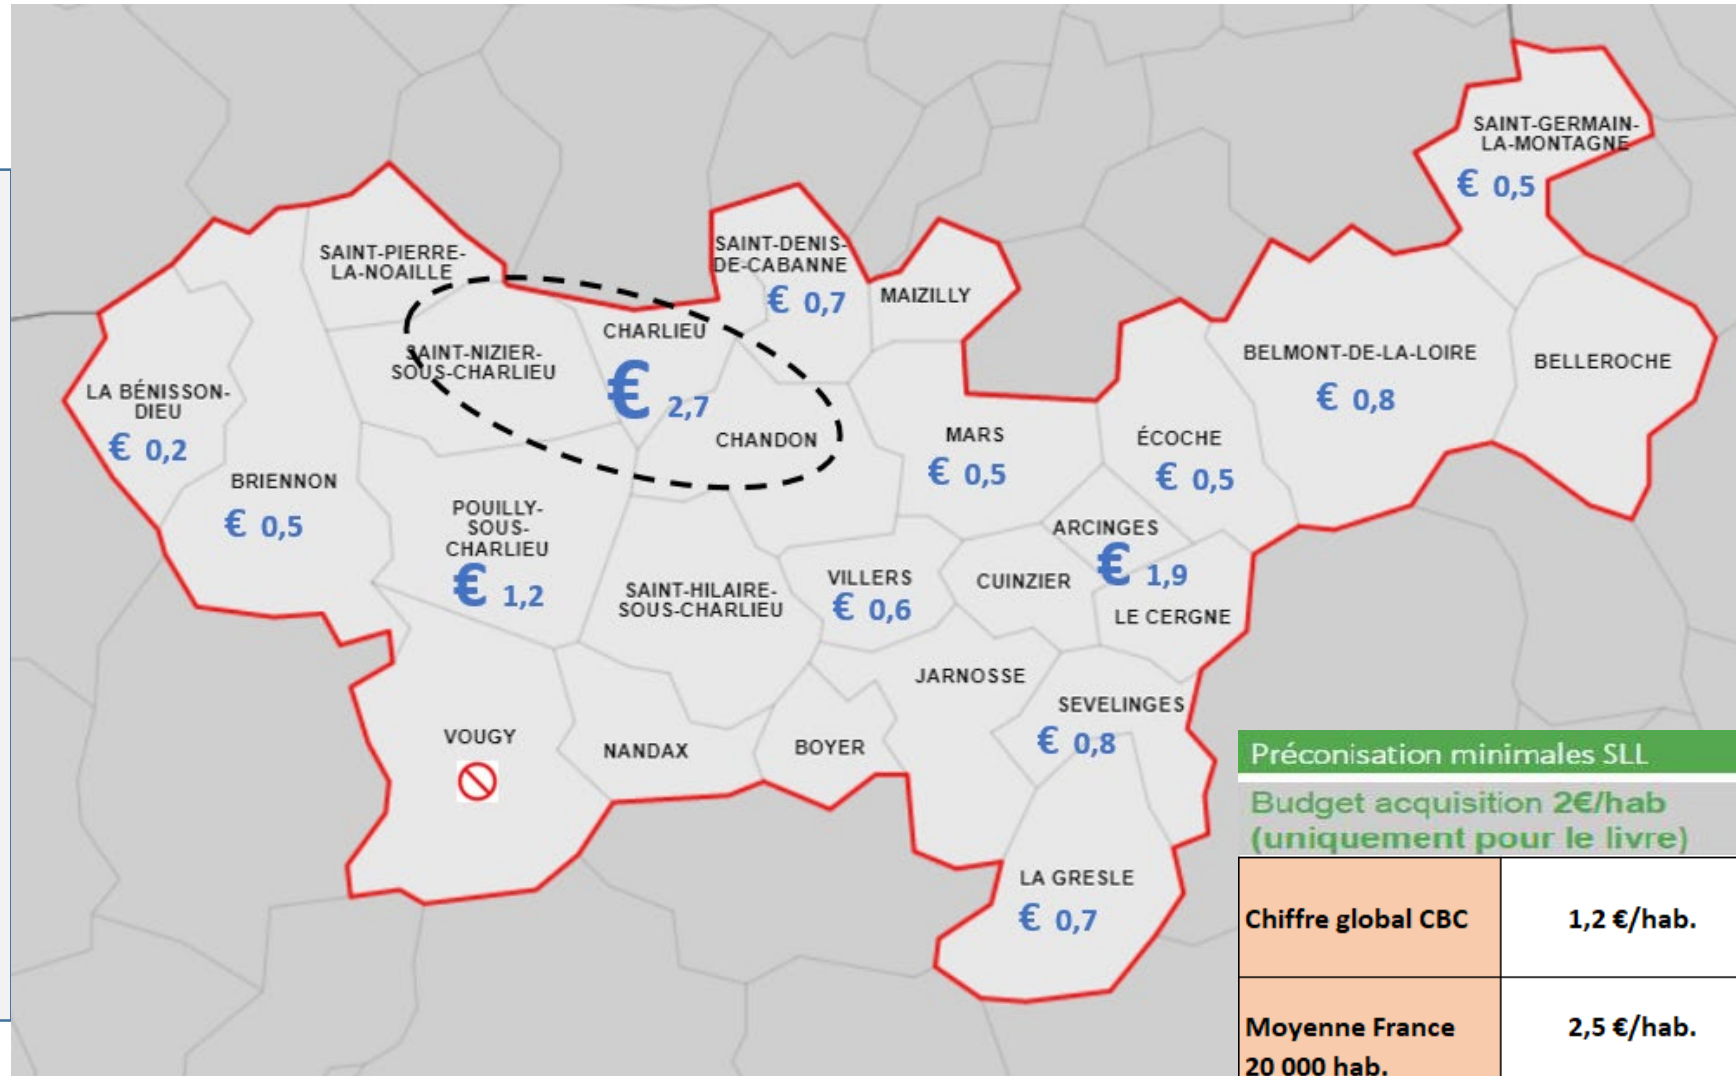 SAINT-GERMAIN-
LA-MONTAGNE
€ 0,5
SAINT-PIERRE-
LA-NOAILLE
SAINT-DENIS-
DE-CABANNE
€ 0,7
MAIZILLY
CHARLIEU
€ 2,7
SAINT-NIZIER-
SOUS-CHARLIEU
CHANDON
BELMONT-DE-LA-LOIRE
€ 0,8
BELLEROCHE
LA BÉNISSON-
DIEU
€ 0,2
BRIENNON
€ 0,5
MARS
€ 0,5
ÉCOCHE
€ 0,5
POUILLY-
SOUS-
CHARLIEU
€ 1,2
ARCINGES
€ 1,9
SAINT-HILAIRE-
SOUS-CHARLIEU
VILLERS
€ 0,6
CUINZIER
LE CERGNE
JARNOSSE
SEVELINGES
€ 0,8
VOUGY
NANDAX
BOYER
LA GRESLE
€ 0,7
Préconisation minimales SLL
Budget acquisition 2€/hab
(uniquement pour le livre)
Chiffre global CBC 1,2 €/hab.
Moyenne France 2,5 €/hab.
20 000 hab.